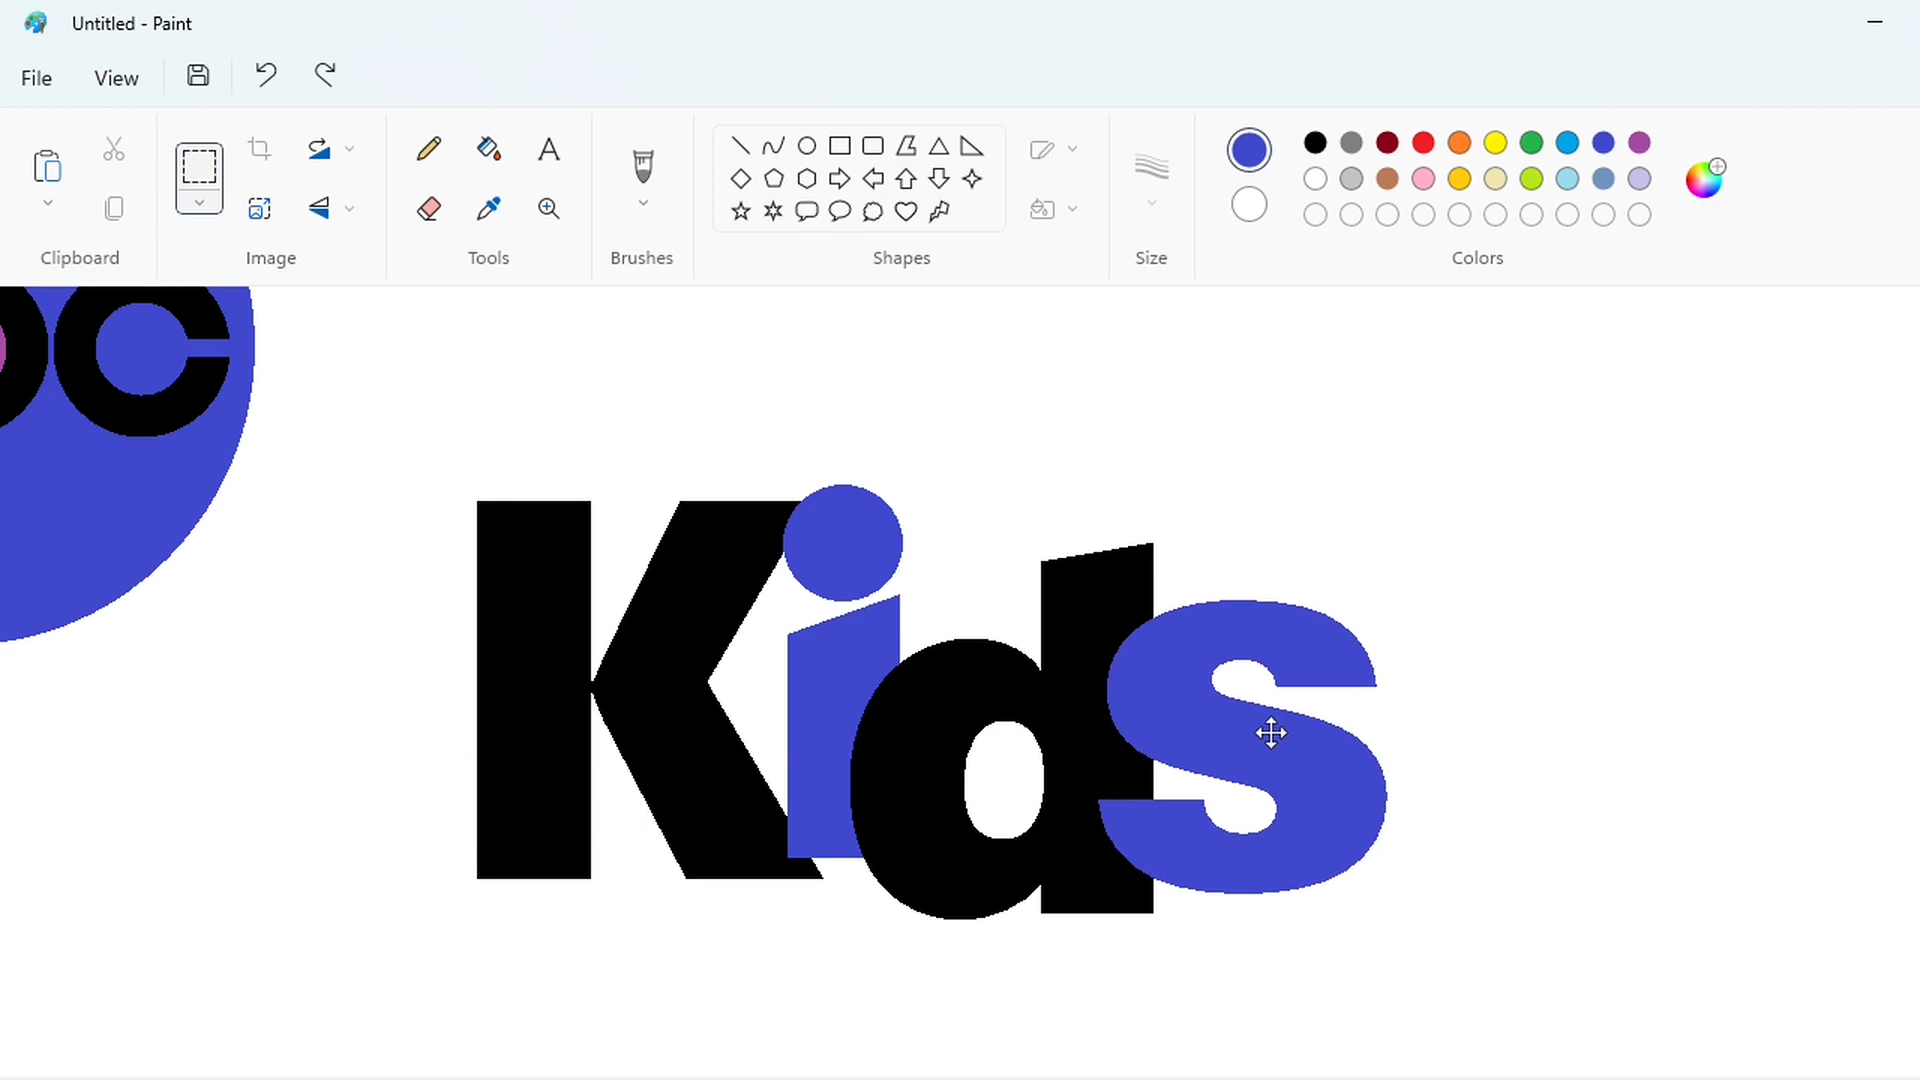 Untitled - Paint
File View
Clipboard Image Tools Brushes Shapes Size Colors
C
Kids